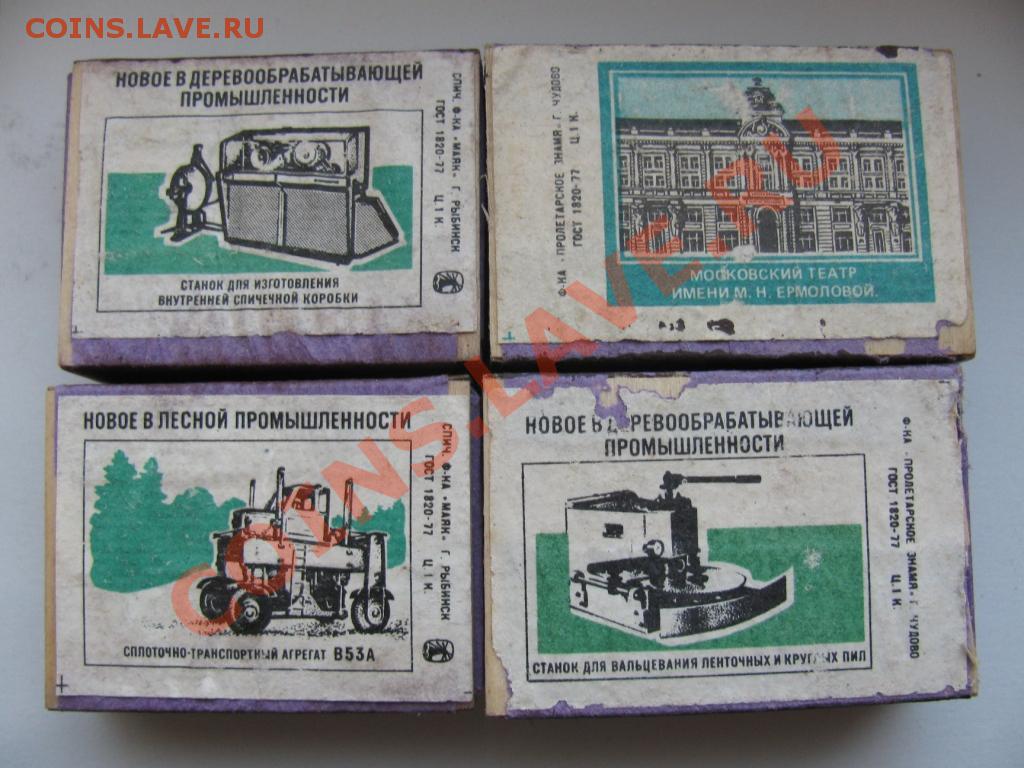 COINS.LAVE.RU
НОВОЕ В ДЕРЕВООБРАБАТЫВАЮЩЕЙ
ПРОМЫШЛЕННОСТИ
СТАНОК ДЛЯ ИЗГОТОВЛЕНИЯ
ВНУТРЕННЕЙ СПИЧЕЧНОЙ КОРОБКИ
СПИЧ. Ф-КА «МАЯК» Г. РЫБИНСК
ГОСТ 1820-77 Ц. 1 К.
Ф-КА „ПРОЛЕТАРСКОЕ ЗНАМЯ" Г. ЧУДОВО
ГОСТ 1820-77 Ц. 1 К.
МОСКОВСКИЙ ТЕАТР
ИМЕНИ М. Н. ЕРМОЛОВОЙ.
НОВОЕ В ЛЕСНОЙ ПРОМЫШЛЕННОСТИ
СПЛОТОЧНО-ТРАНСПОРТНЫЙ АГРЕГАТ В53А
СПИЧ. Ф-КА «МАЯК» Г. РЫБИНСК
ГОСТ 1820-77 Ц. 1 К.
НОВОЕ В ДЕРЕВООБРАБАТЫВАЮЩЕЙ
ПРОМЫШЛЕННОСТИ
СТАНОК ДЛЯ ВАЛЬЦЕВАНИЯ ЛЕНТОЧНЫХ И КРУГЛЫХ ПИЛ
Ф-КА „ПРОЛЕТАРСКОЕ ЗНАМЯ" Г. ЧУДОВО
ГОСТ 1820-77 Ц. 1 К.
COINS.LAVE.RU